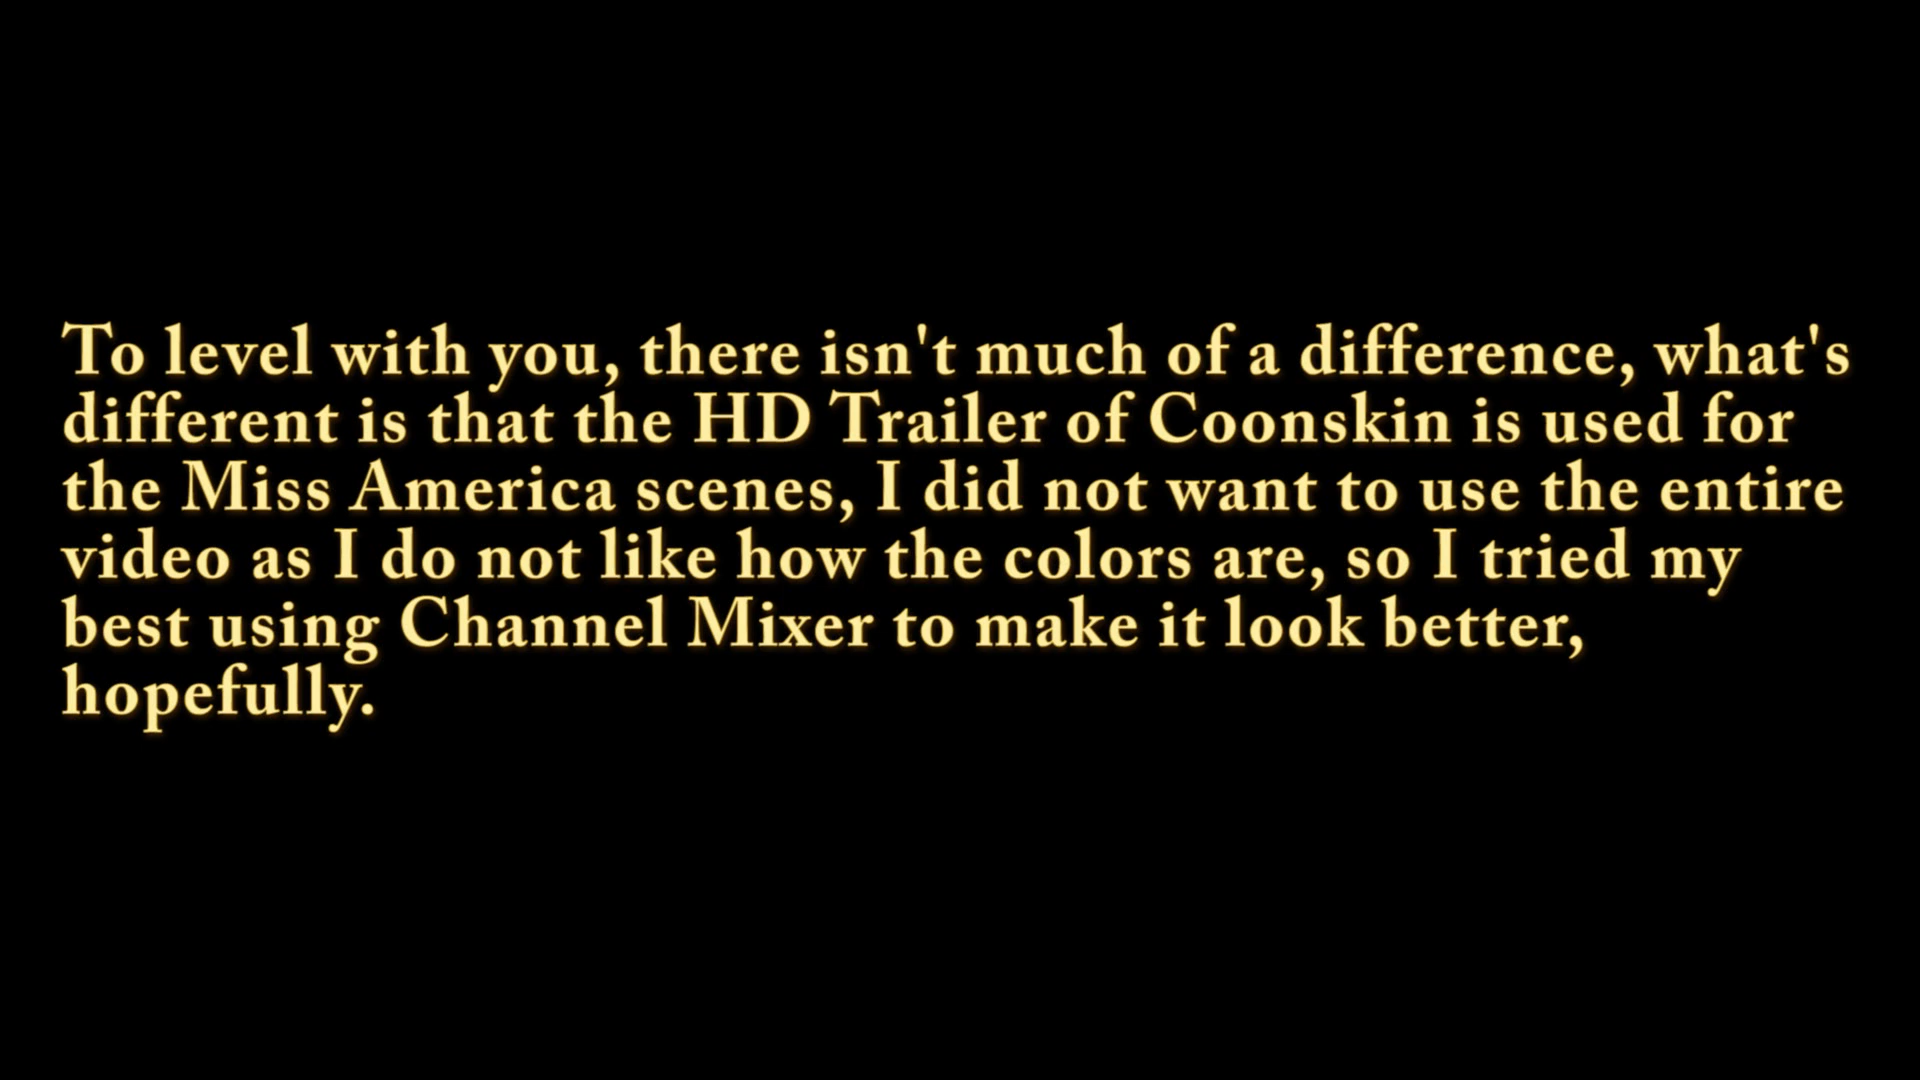 To level with you, there isn't much of a difference, what's
different is that the HD Trailer of Coonskin is used for
the Miss America scenes, I did not want to use the entire
video as I do not like how the colors are, so I tried my
best using Channel Mixer to make it look better,
hopefully.